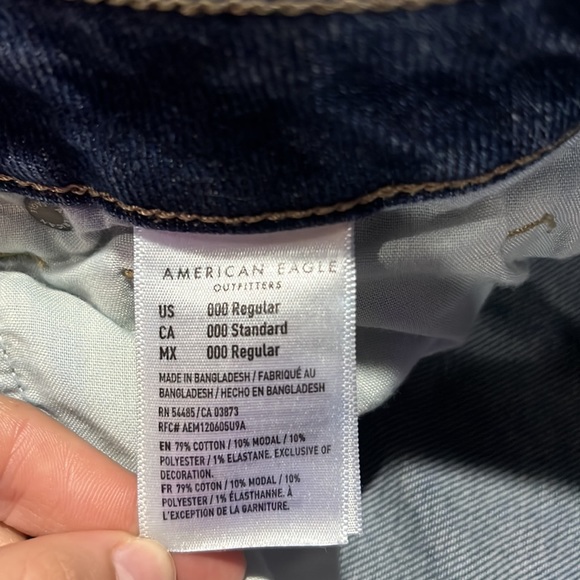 AMERICAN EAGLE
OUTFITTERS
US 000 Regular
CA 000 Standard
MX 000 Regular
MADE IN BANGLADESH / FABRIQUÉ AU
BANGLADESH / HECHO EN BANGLADESH
RN 54485/CA 03873
RFC# AEM120605U9A
EN 79% COTTON / 10% MODAL / 10%
POLYESTER / 1% ELASTANE. EXCLUSIVE OF
DECORATION.
FR 79% COTON / 10% MODAL / 10%
POLYESTER / 1% ÉLASTHANNE. À
L'EXCEPTION DE LA GARNITURE.